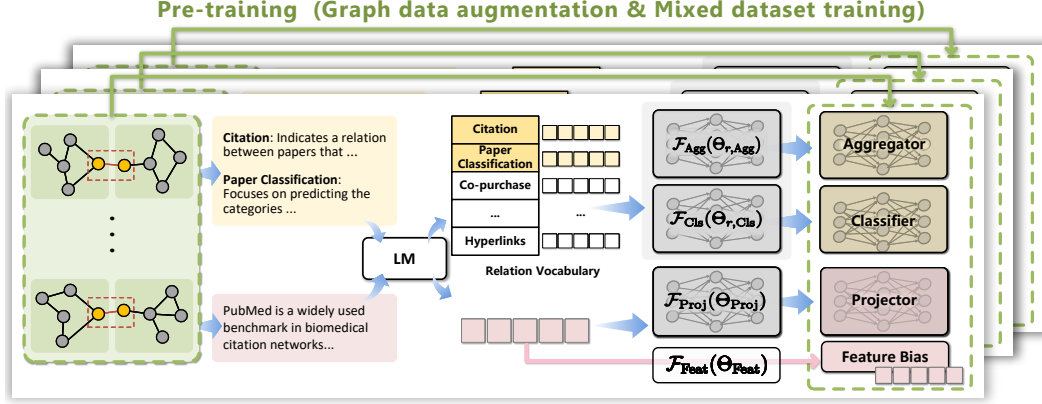 Pre-training (Graph data augmentation & Mixed dataset training)
Citation: Indicates a relation
between papers that ...
Paper Classification:
Focuses on predicting the
categories ...
PubMed is a widely used
benchmark in biomedical
citation networks...
LM
Citation
Paper
Classification
Co-purchase
...
...
Hyperlinks
Relation Vocabulary
ℱAgg(Θr,Agg)
ℱCls(Θr,Cls)
ℱProj(ΘProj)
ℱFeat(ΘFeat)
Aggregator
Classifier
Projector
Feature Bias